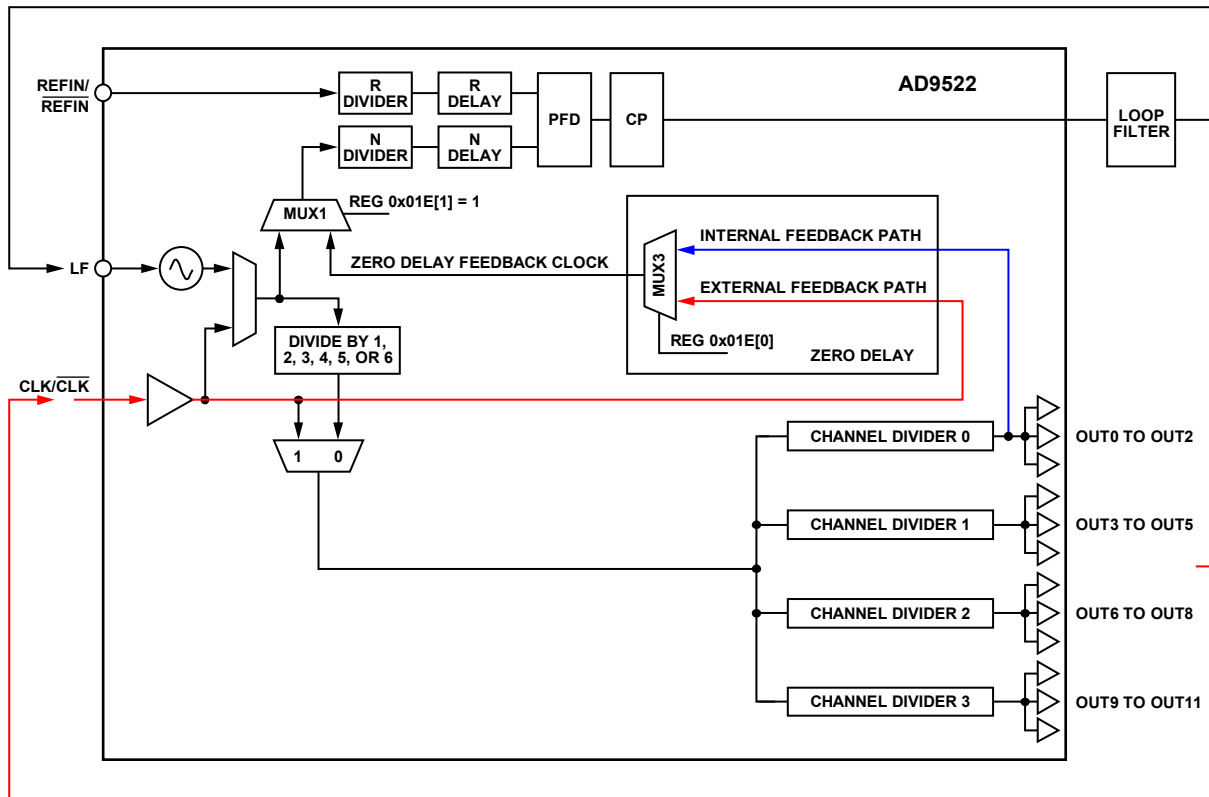 AD9522
REFIN/
REFIN
R
DIVIDER
R
DELAY
PFD
CP
LOOP
FILTER
N
DIVIDER
N
DELAY
REG 0x01E[1] = 1
MUX1
INTERNAL FEEDBACK PATH
LF
ZERO DELAY FEEDBACK CLOCK
MUX3
EXTERNAL FEEDBACK PATH
DIVIDE BY 1,
2, 3, 4, 5, OR 6
REG 0x01E[0]
ZERO DELAY
CLK/CLK
1 0
CHANNEL DIVIDER 0
OUT0 TO OUT2
CHANNEL DIVIDER 1
OUT3 TO OUT5
CHANNEL DIVIDER 2
OUT6 TO OUT8
CHANNEL DIVIDER 3
OUT9 TO OUT11